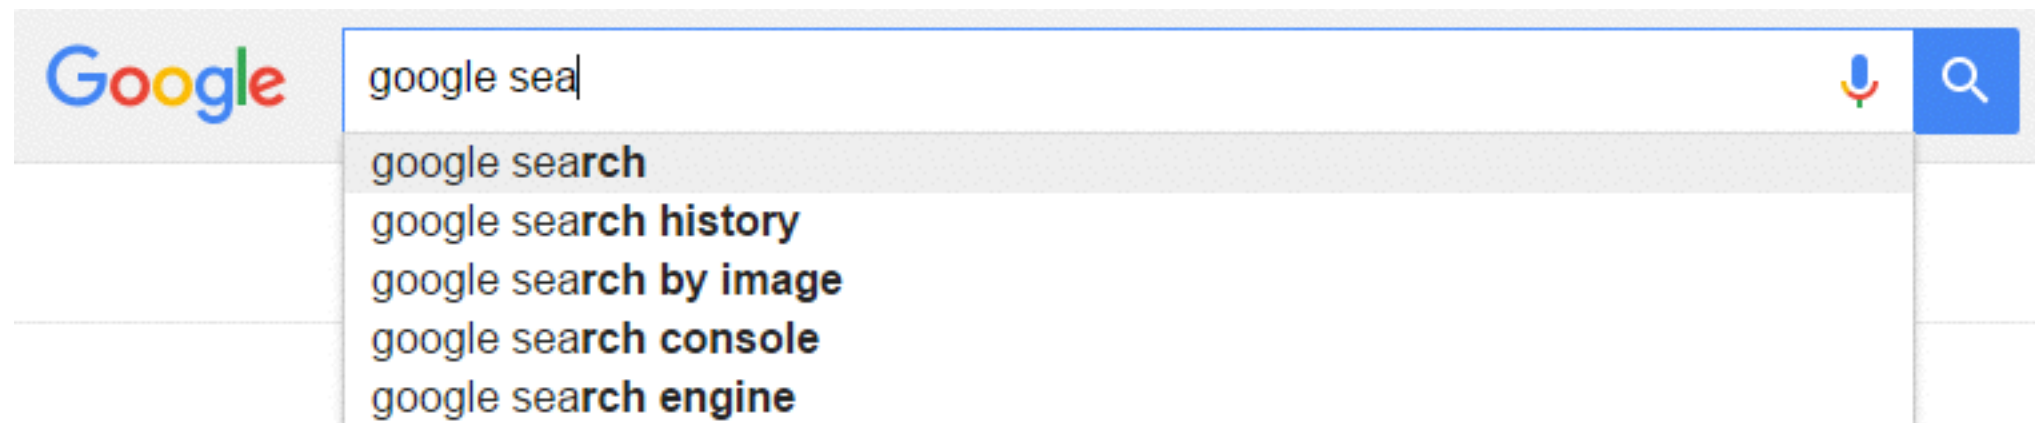 Google
google sea
google search
google search history
google search by image
google search console
google search engine